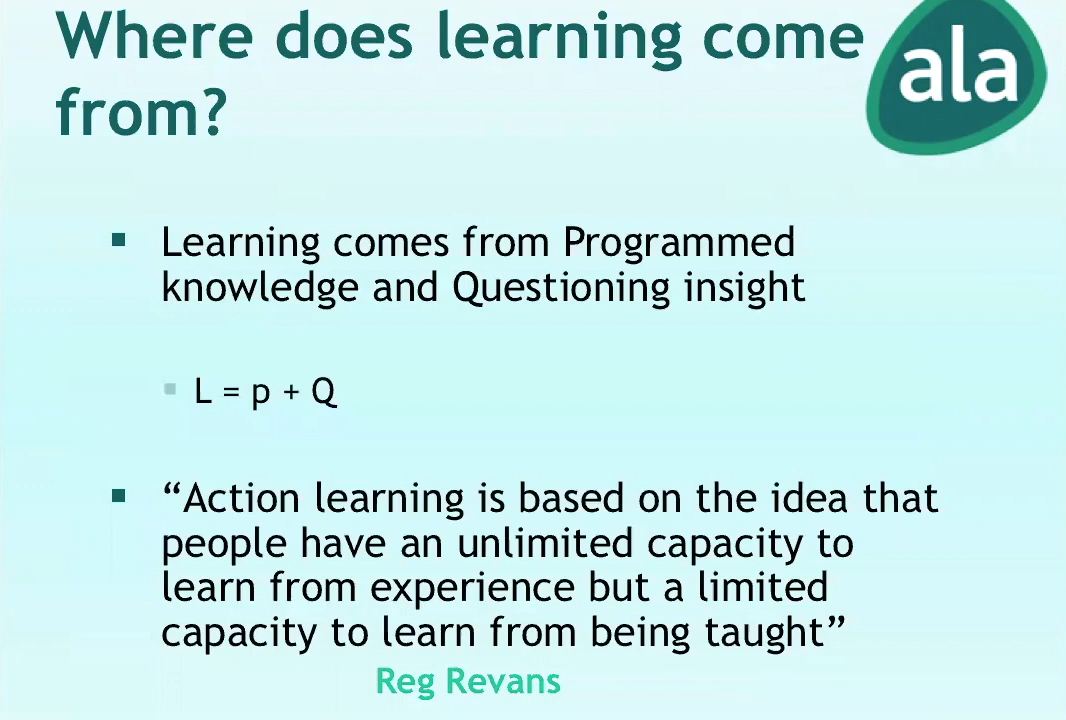 Where does learning come
from?
ala
▪ Learning comes from Programmed
knowledge and Questioning insight
▪ L = p + Q
▪ “Action learning is based on the idea that
people have an unlimited capacity to
learn from experience but a limited
capacity to learn from being taught”
Reg Revans